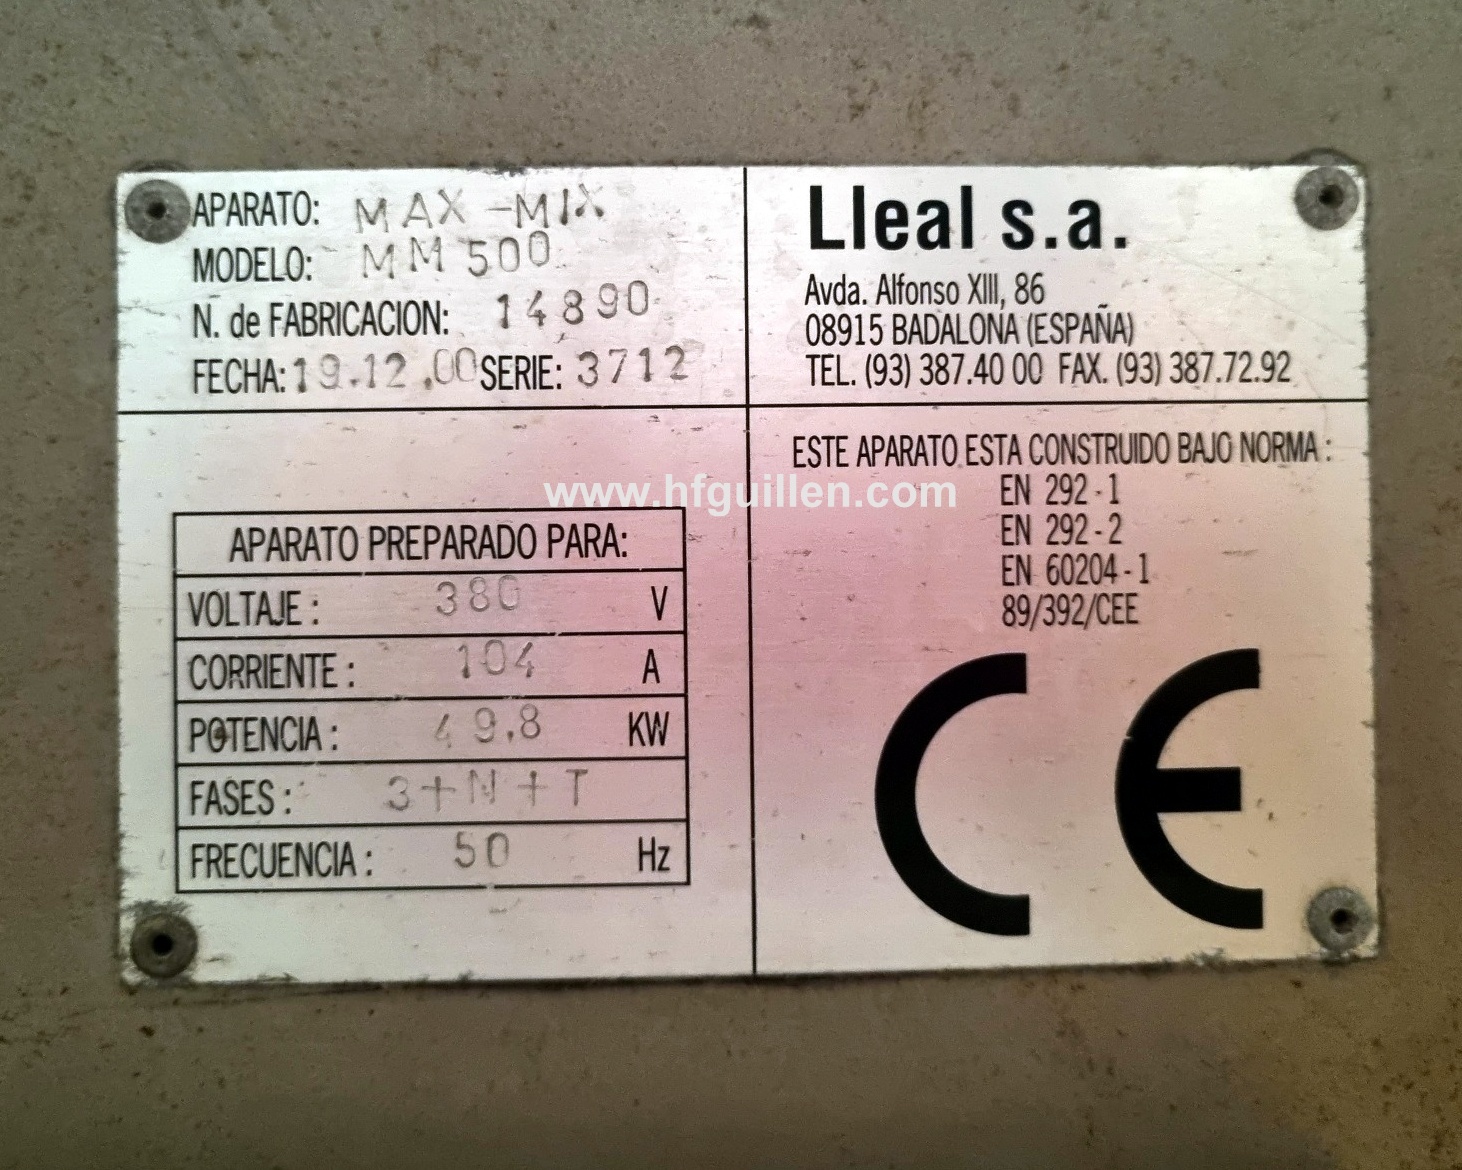 APARATO: MAX-MIX
MODELO: MM 500
N. de FABRICACION: 14890
FECHA: 19.12.00 SERIE: 3712
Lleal s.a.
Avda. Alfonso XIII, 86
08915 BADALONA (ESPAÑA)
TEL. (93) 387.40 00 FAX. (93) 387.72.92
APARATO PREPARADO PARA:
VOLTAJE: 380 V
CORRIENTE: 104 A
POTENCIA: 49.8 KW
FASES: 3+N+T
FRECUENCIA: 50 Hz
ESTE APARATO ESTA CONSTRUIDO BAJO NORMA:
EN 292-1
EN 292-2
EN 60204-1
89/392/CEE
CE
www.hfguillen.com